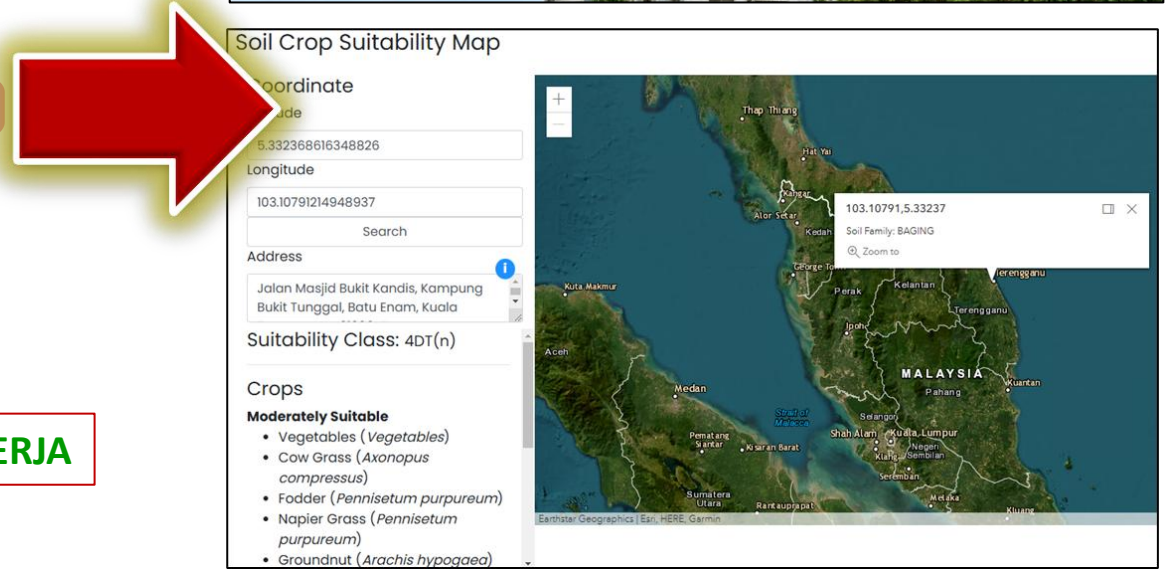 Soil Crop Suitability Map
Coordinate
5.332368616348826
Longitude
103.10791214948937
Search
Address
Jalan Masjid Bukit Kandis, Kampung
Bukit Tunggal, Batu Enam, Kuala
Suitability Class: 4DT(n)
Crops
Moderately Suitable
• Vegetables (Vegetables)
• Cow Grass (Axonopus
compressus)
• Fodder (Pennisetum purpureum)
• Napier Grass (Pennisetum
purpureum)
• Groundnut (Arachis hypogaea)
ERJA
+
−
Thap Thiang
Hat Yai
Kangar
Alor Setar
Kedah
103.10791,5.33237
Soil Family: BAGING
Zoom to
George To
Kuta Makmur
Perak
Kelantan
Terengganu
Ipoh
Aceh
MALAYSIA
Pahang
Kuantan
Medan
Strait of
Malacca
Selangor
Shah Alam
Kuala Lumpur
Pematang
Siantar
Kisaran Barat
Klang
Negeri
Sembilan
Seremban
Sumatera
Utara
Rantauprapat
Melaka
Kluang
Earthstar Geographics | Esri, HERE, Garmin